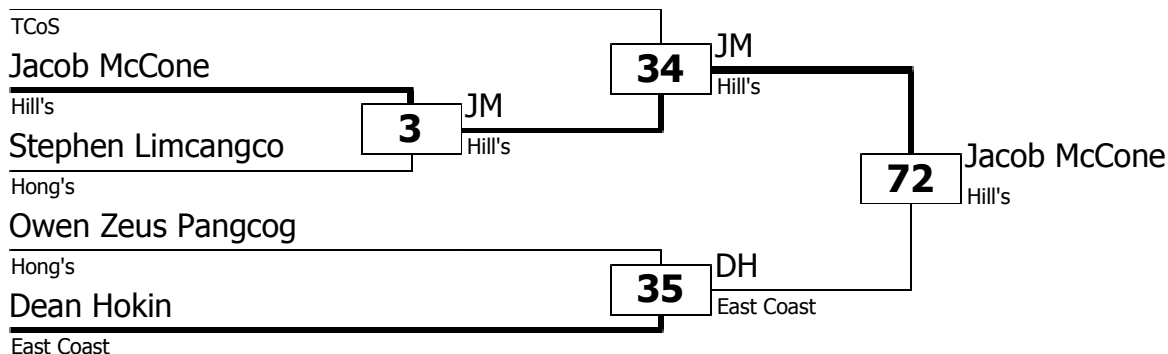 TCoS
Jacob McCone
Hill's
Stephen Limcangco
Hong's
Owen Zeus Pangcog
Hong's
Dean Hokin
East Coast
3
JM
Hill's
34
JM
Hill's
35
DH
East Coast
72
Jacob McCone
Hill's